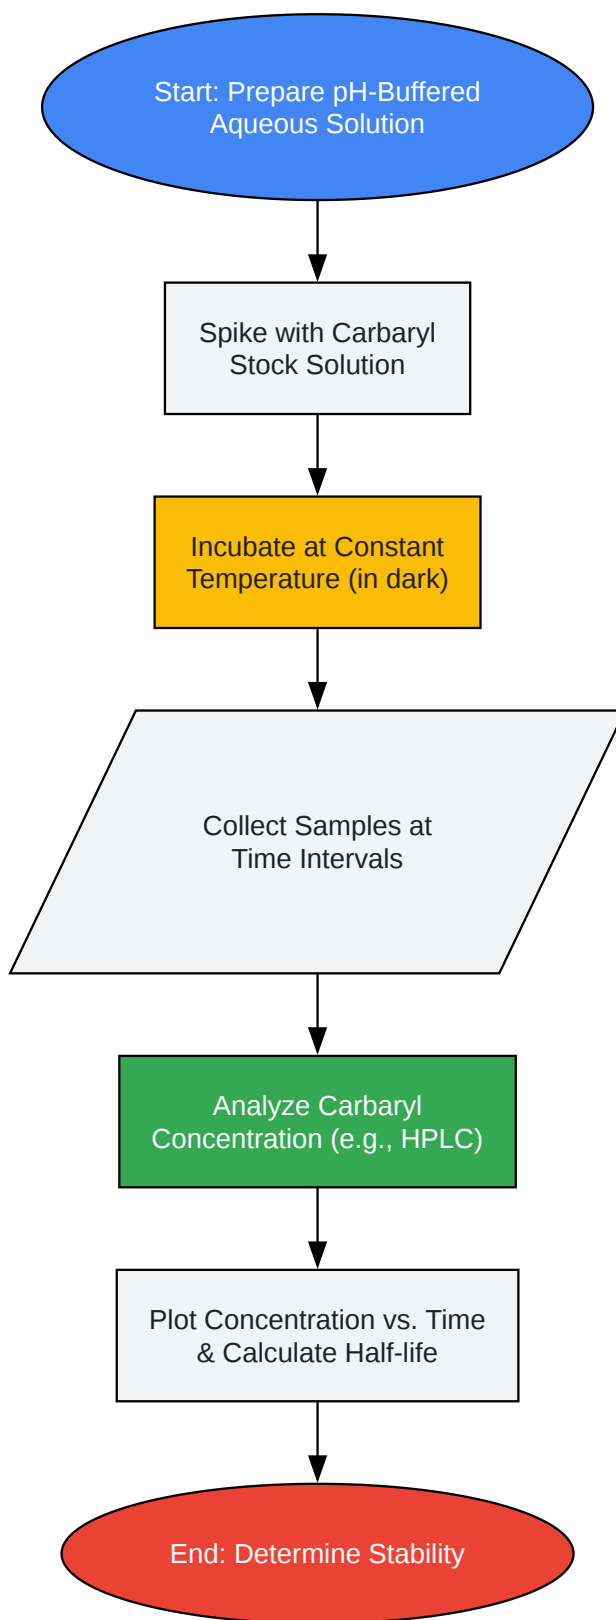 Start: Prepare pH-Buffered
Aqueous Solution
Spike with Carbaryl
Stock Solution
Incubate at Constant
Temperature (in dark)
Collect Samples at
Time Intervals
Analyze Carbaryl
Concentration (e.g., HPLC)
Plot Concentration vs. Time
& Calculate Half-life
End: Determine Stability